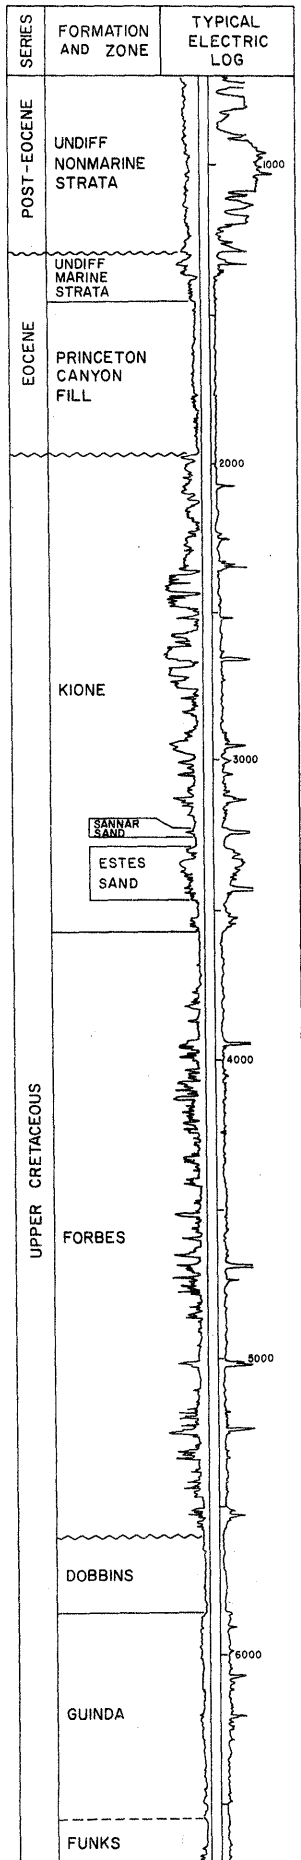 SERIES
FORMATION
AND ZONE
TYPICAL
ELECTRIC
LOG
POST-EOCENE
UNDIFF
NONMARINE
STRATA
1000
EOCENE
UNDIFF
MARINE
STRATA
PRINCETON
CANYON
FILL
2000
UPPER CRETACEOUS
KIONE
3000
SANNAR
SAND
ESTES
SAND
4000
FORBES
5000
DOBBINS
6000
GUINDA
FUNKS